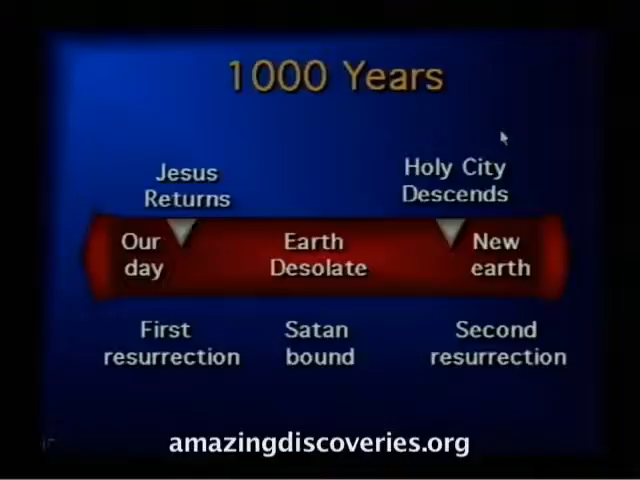 1000 Years
Jesus
Returns
Holy City
Descends
Our
day
Earth
Desolate
New
earth
First
resurrection
Satan
bound
Second
resurrection
amazingdiscoveries.org